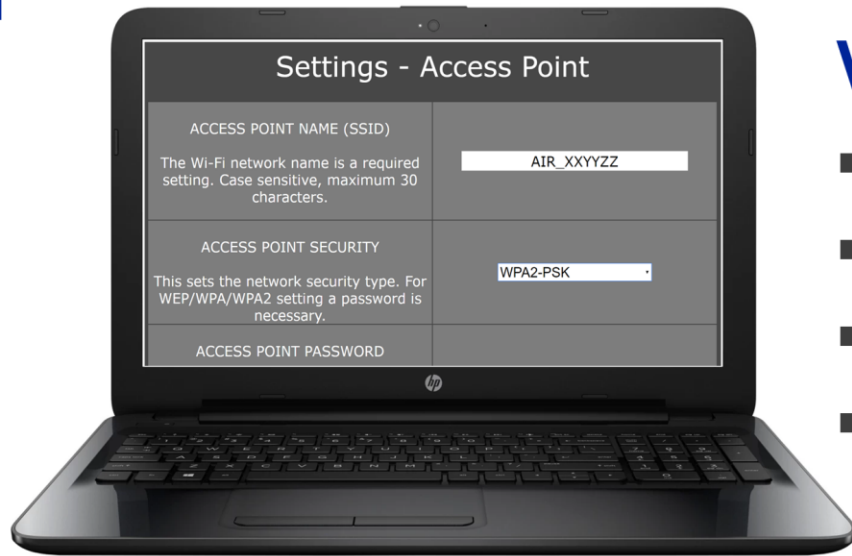 Settings - Access Point
ACCESS POINT NAME (SSID)
The Wi-Fi network name is a required
setting. Case sensitive, maximum 30
characters.
AIR_XXYYZZ
ACCESS POINT SECURITY
This sets the network security type. For
WEP/WPA/WPA2 setting a password is
necessary.
WPA2-PSK
ACCESS POINT PASSWORD
hp